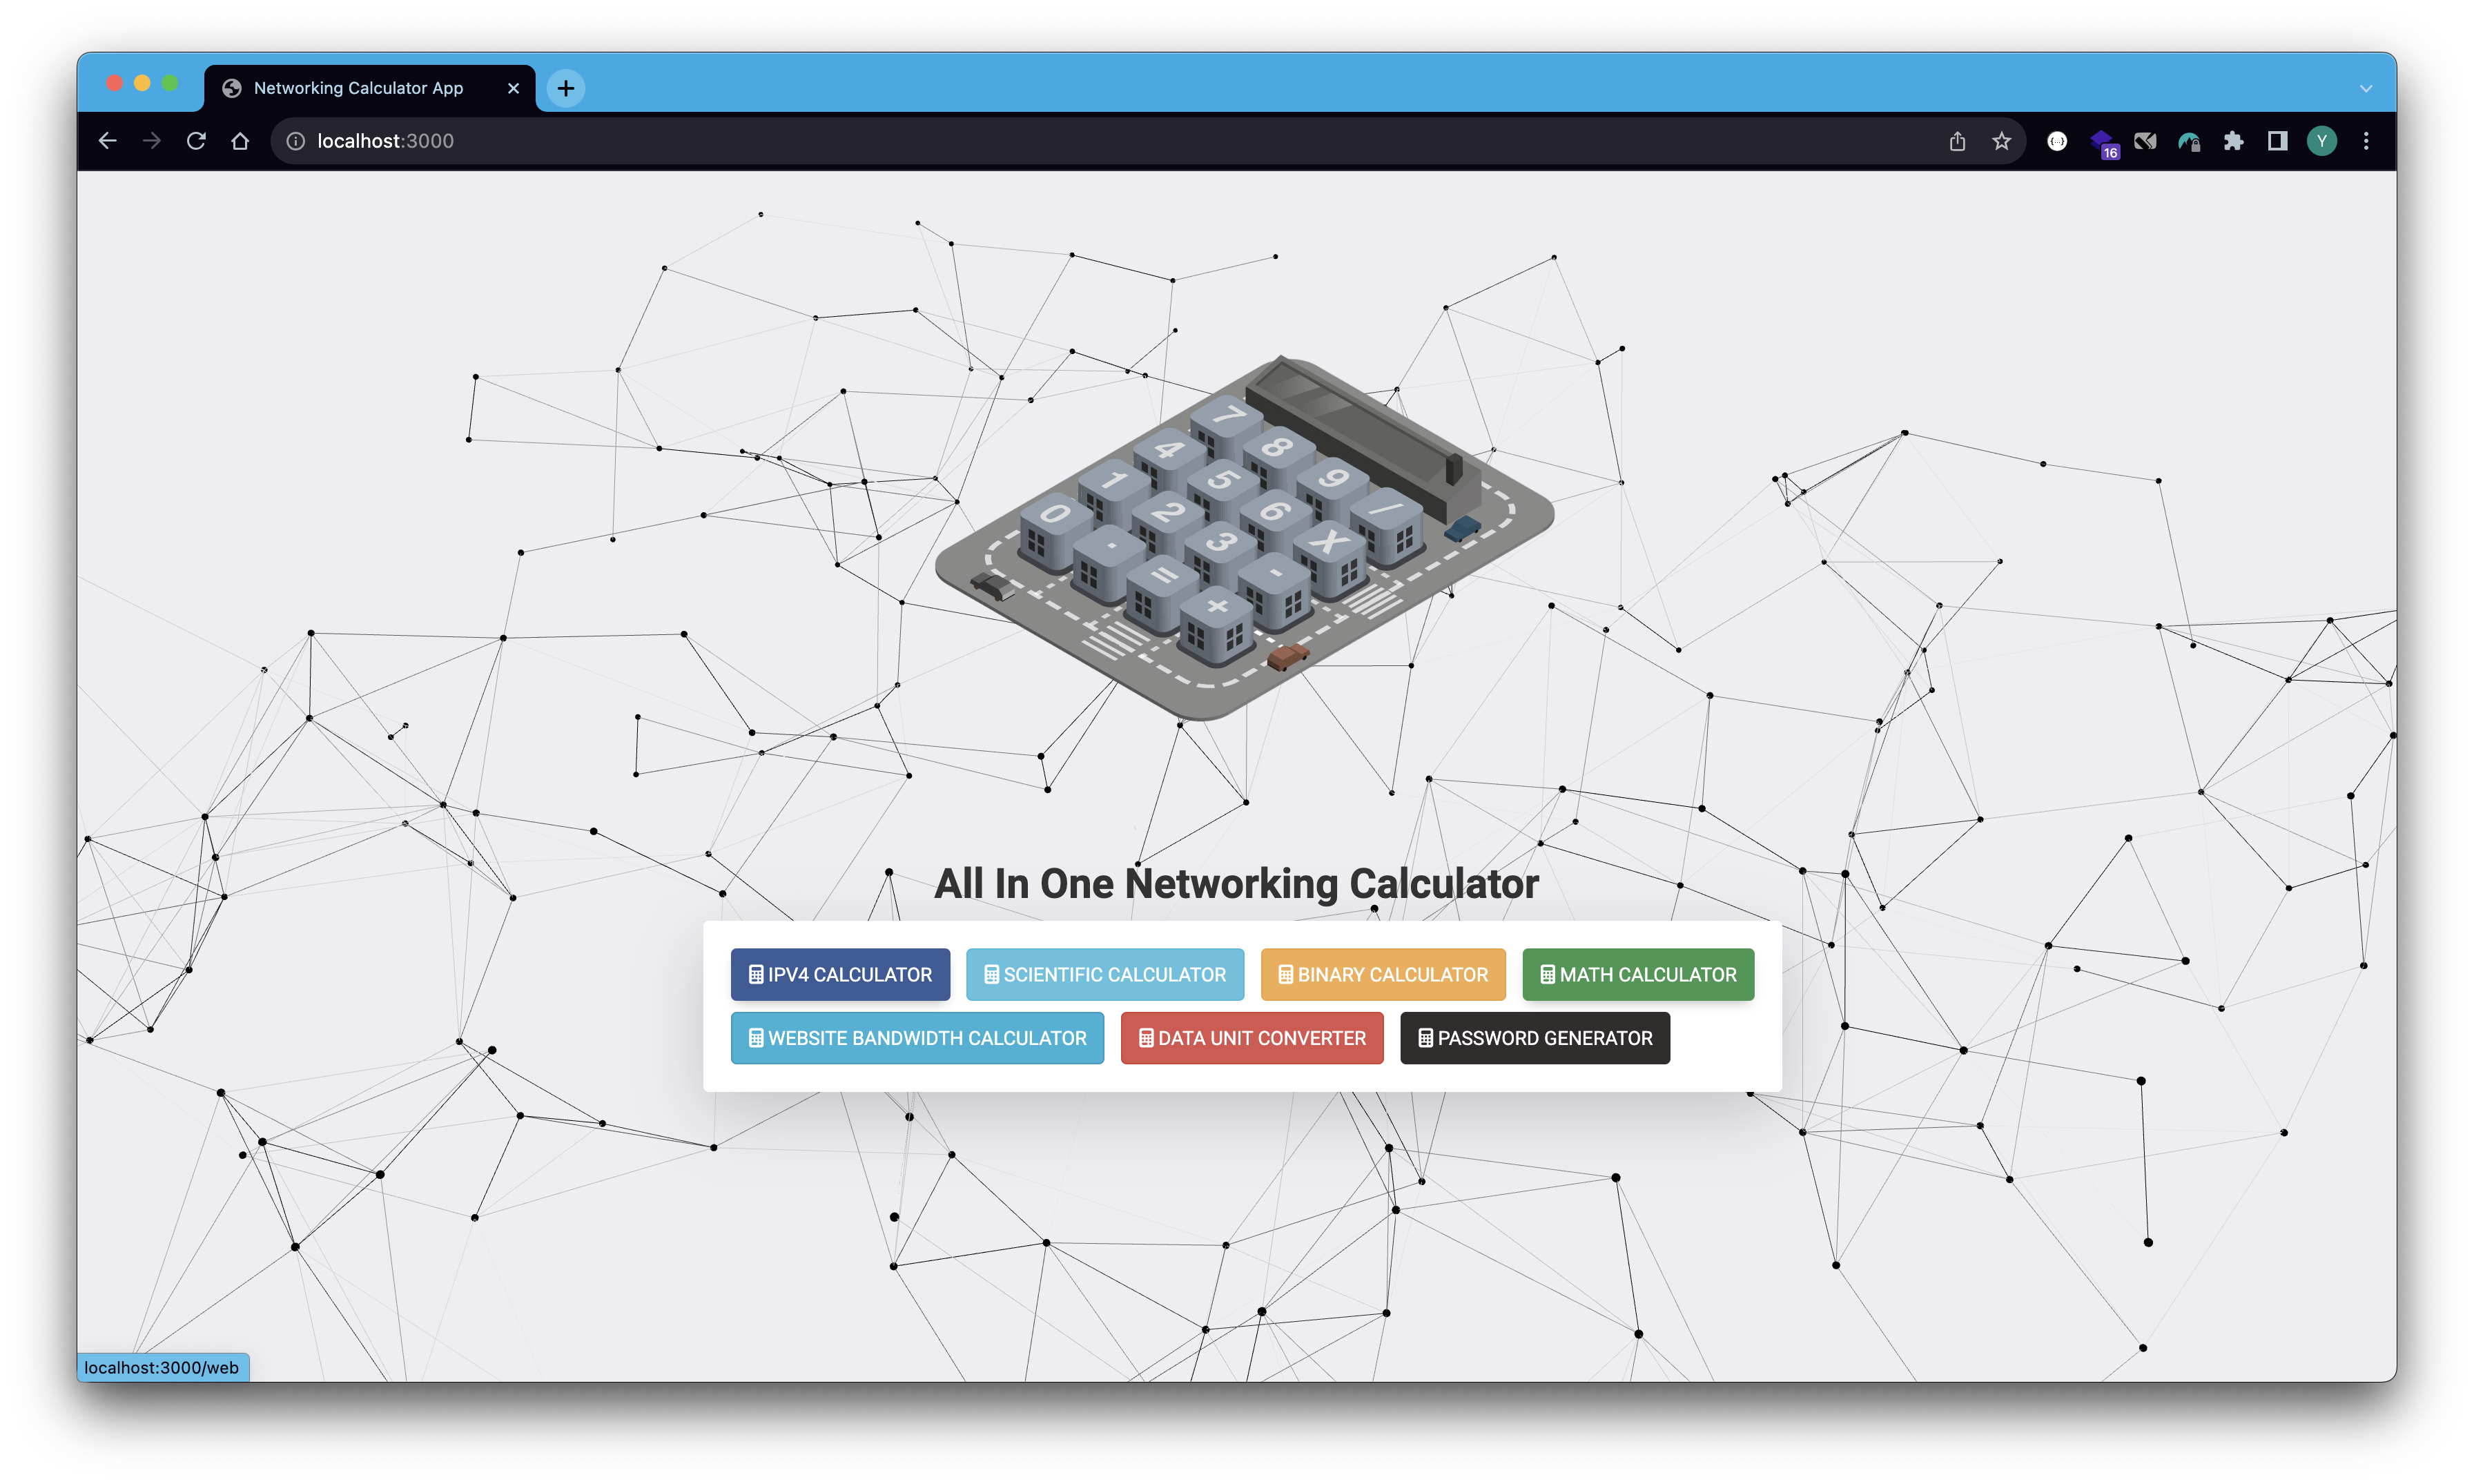 Networking Calculator App
localhost:3000
16
Y
7
4 8
1 5 9
0 2 6 /
. 3 X
= -
+
All In One Networking Calculator
IPV4 CALCULATOR SCIENTIFIC CALCULATOR BINARY CALCULATOR MATH CALCULATOR
WEBSITE BANDWIDTH CALCULATOR DATA UNIT CONVERTER PASSWORD GENERATOR
localhost:3000/web